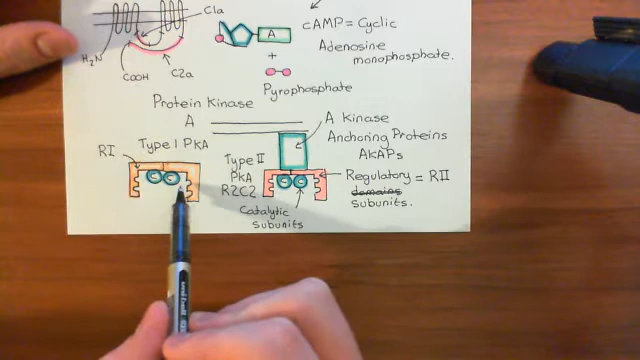 C1a
H2N
COOH
C2a
A
cAMP = Cyclic
Adenosine
monophosphate.
+
Pyrophosphate
Protein Kinase
A
A Kinase
Anchoring Proteins
AKAPs
Type I PKA
RI
Type II
PKA
R2C2
Regulatory = RII
domains
subunits.
C C
C C
Catalytic
Subunits